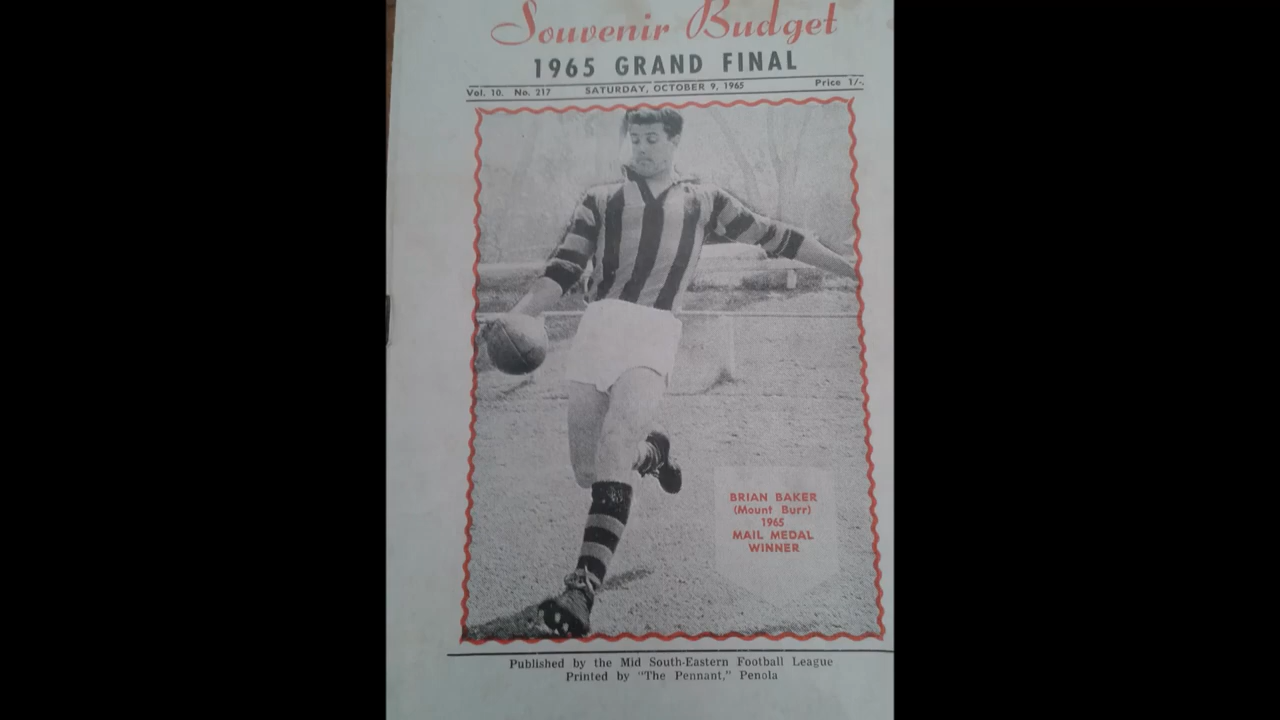 Souvenir Budget
1965 GRAND FINAL
Vol. 10. No. 217 SATURDAY, OCTOBER 9, 1965 Price 1/-.
BRIAN BAKER
(Mount Burr)
1965
MAIL MEDAL
WINNER
Published by the Mid South-Eastern Football League
Printed by "The Pennant," Penola